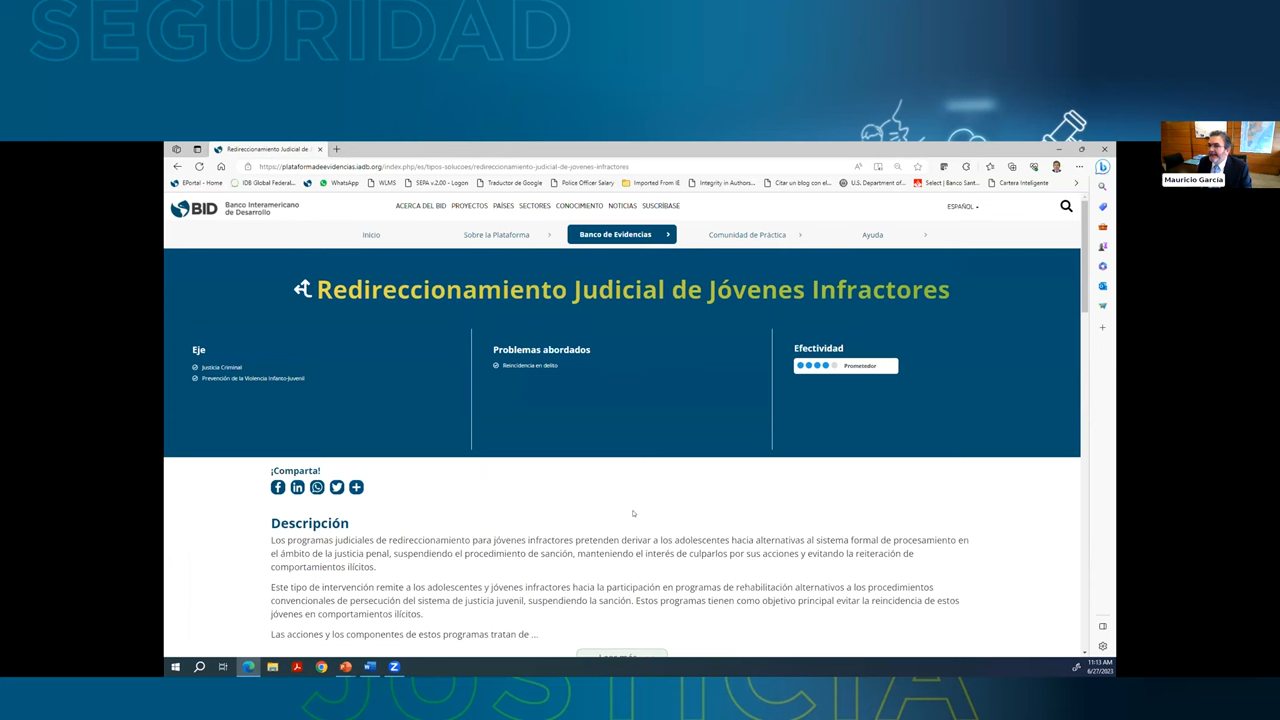 SEGURIDAD
Redireccionamiento Judicial de J
https://plataformadeevidencias.iadb.org/index.php/es/tipos-solucoes/redireccionamiento-judicial-de-jovenes-infractores
EPortal - Home
IDB Global Federal...
WhatsApp
WLMS
SEPA v.2.00 - Logon
Traductor de Google
Police Officer Salary
Imported From IE
Integrity in Authors...
Citar un blog con el...
U.S. Department of...
Select | Banco Sant...
Cartera Inteligente
Mauricio García
BID
Banco Interamericano
de Desarrollo
ACERCA DEL BID PROYECTOS PAÍSES SECTORES CONOCIMIENTO NOTICIAS SUSCRÍBASE
ESPAÑOL
Inicio
Sobre la Plataforma
Banco de Evidencias
Comunidad de Práctica
Ayuda
Redireccionamiento Judicial de Jóvenes Infractores
Eje
Justicia Criminal
Prevención de la Violencia Infanto-Juvenil
Problemas abordados
Reincidencia en delito
Efectividad
Prometedor
¡Comparta!
Descripción
Los programas judiciales de redireccionamiento para jóvenes infractores pretenden derivar a los adolescentes hacia alternativas al sistema formal de procesamiento en
el ámbito de la justicia penal, suspendiendo el procedimiento de sanción, manteniendo el interés de culparlos por sus acciones y evitando la reiteración de
comportamientos ilícitos.
Este tipo de intervención remite a los adolescentes y jóvenes infractores hacia la participación en programas de rehabilitación alternativos a los procedimientos
convencionales de persecución del sistema de justicia juvenil, suspendiendo la sanción. Estos programas tienen como objetivo principal evitar la reincidencia de estos
jóvenes en comportamientos ilícitos.
Las acciones y los componentes de estos programas tratan de ...
11:13 AM
6/27/2023
JUSTICIA